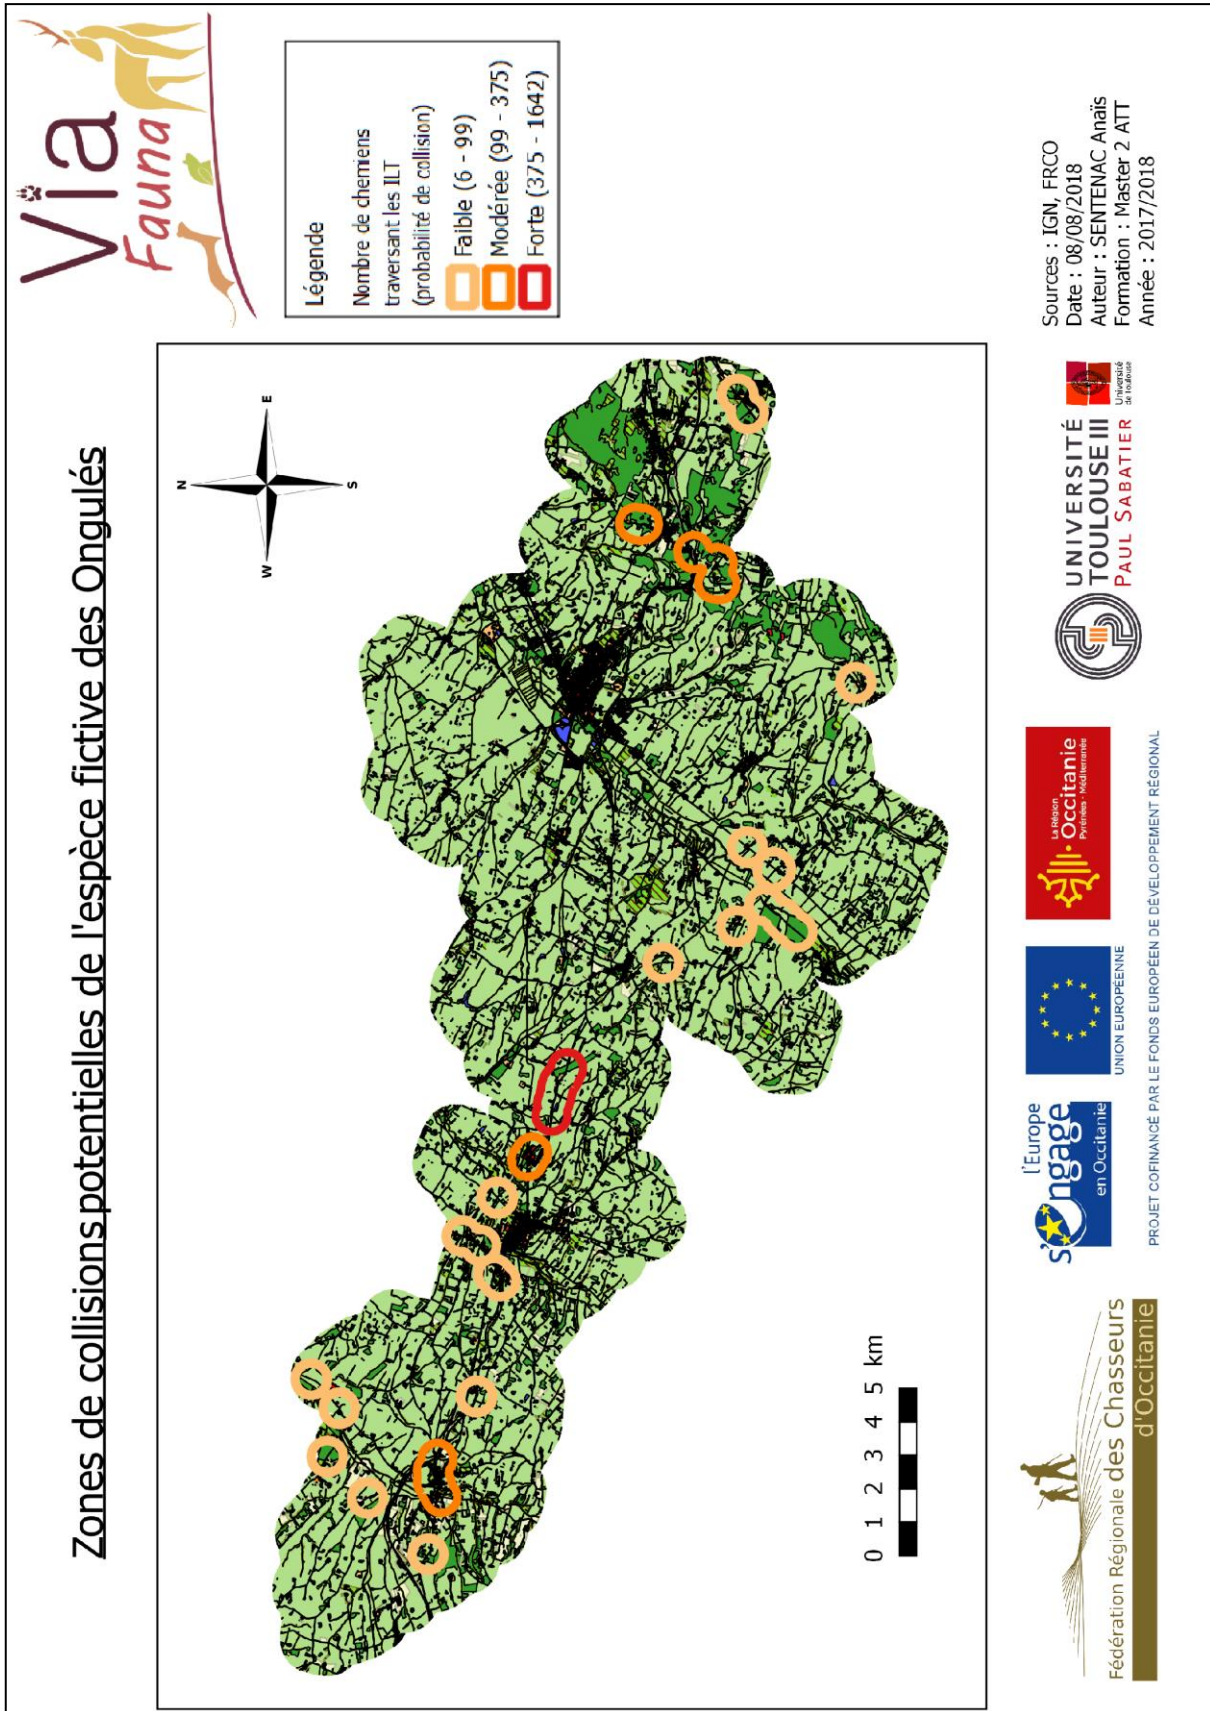 Zones de collisions potentielles de l'espèce fictive des Ongulés
Via
Fauna
Légende
Nombre de chemiens
traversant les ILT
(probabilité de collision)
Faible (6 - 99)
Modérée (99 - 375)
Forte (375 - 1642)
N
W
E
S
0 1 2 3 4 5 km
Fédération Régionale des Chasseurs
d'Occitanie
l'Europe
s'engage
en Occitanie
UNION EUROPÉENNE
La Région
Occitanie
Pyrénées - Méditerranée
PROJET COFINANCÉ PAR LE FONDS EUROPÉEN DE DÉVELOPPEMENT RÉGIONAL
UNIVERSITÉ
TOULOUSE III
PAUL SABATIER
Université
de Toulouse
Sources : IGN, FRCO
Date : 08/08/2018
Auteur : SENTENAC Anaïs
Formation : Master 2 ATT
Année : 2017/2018